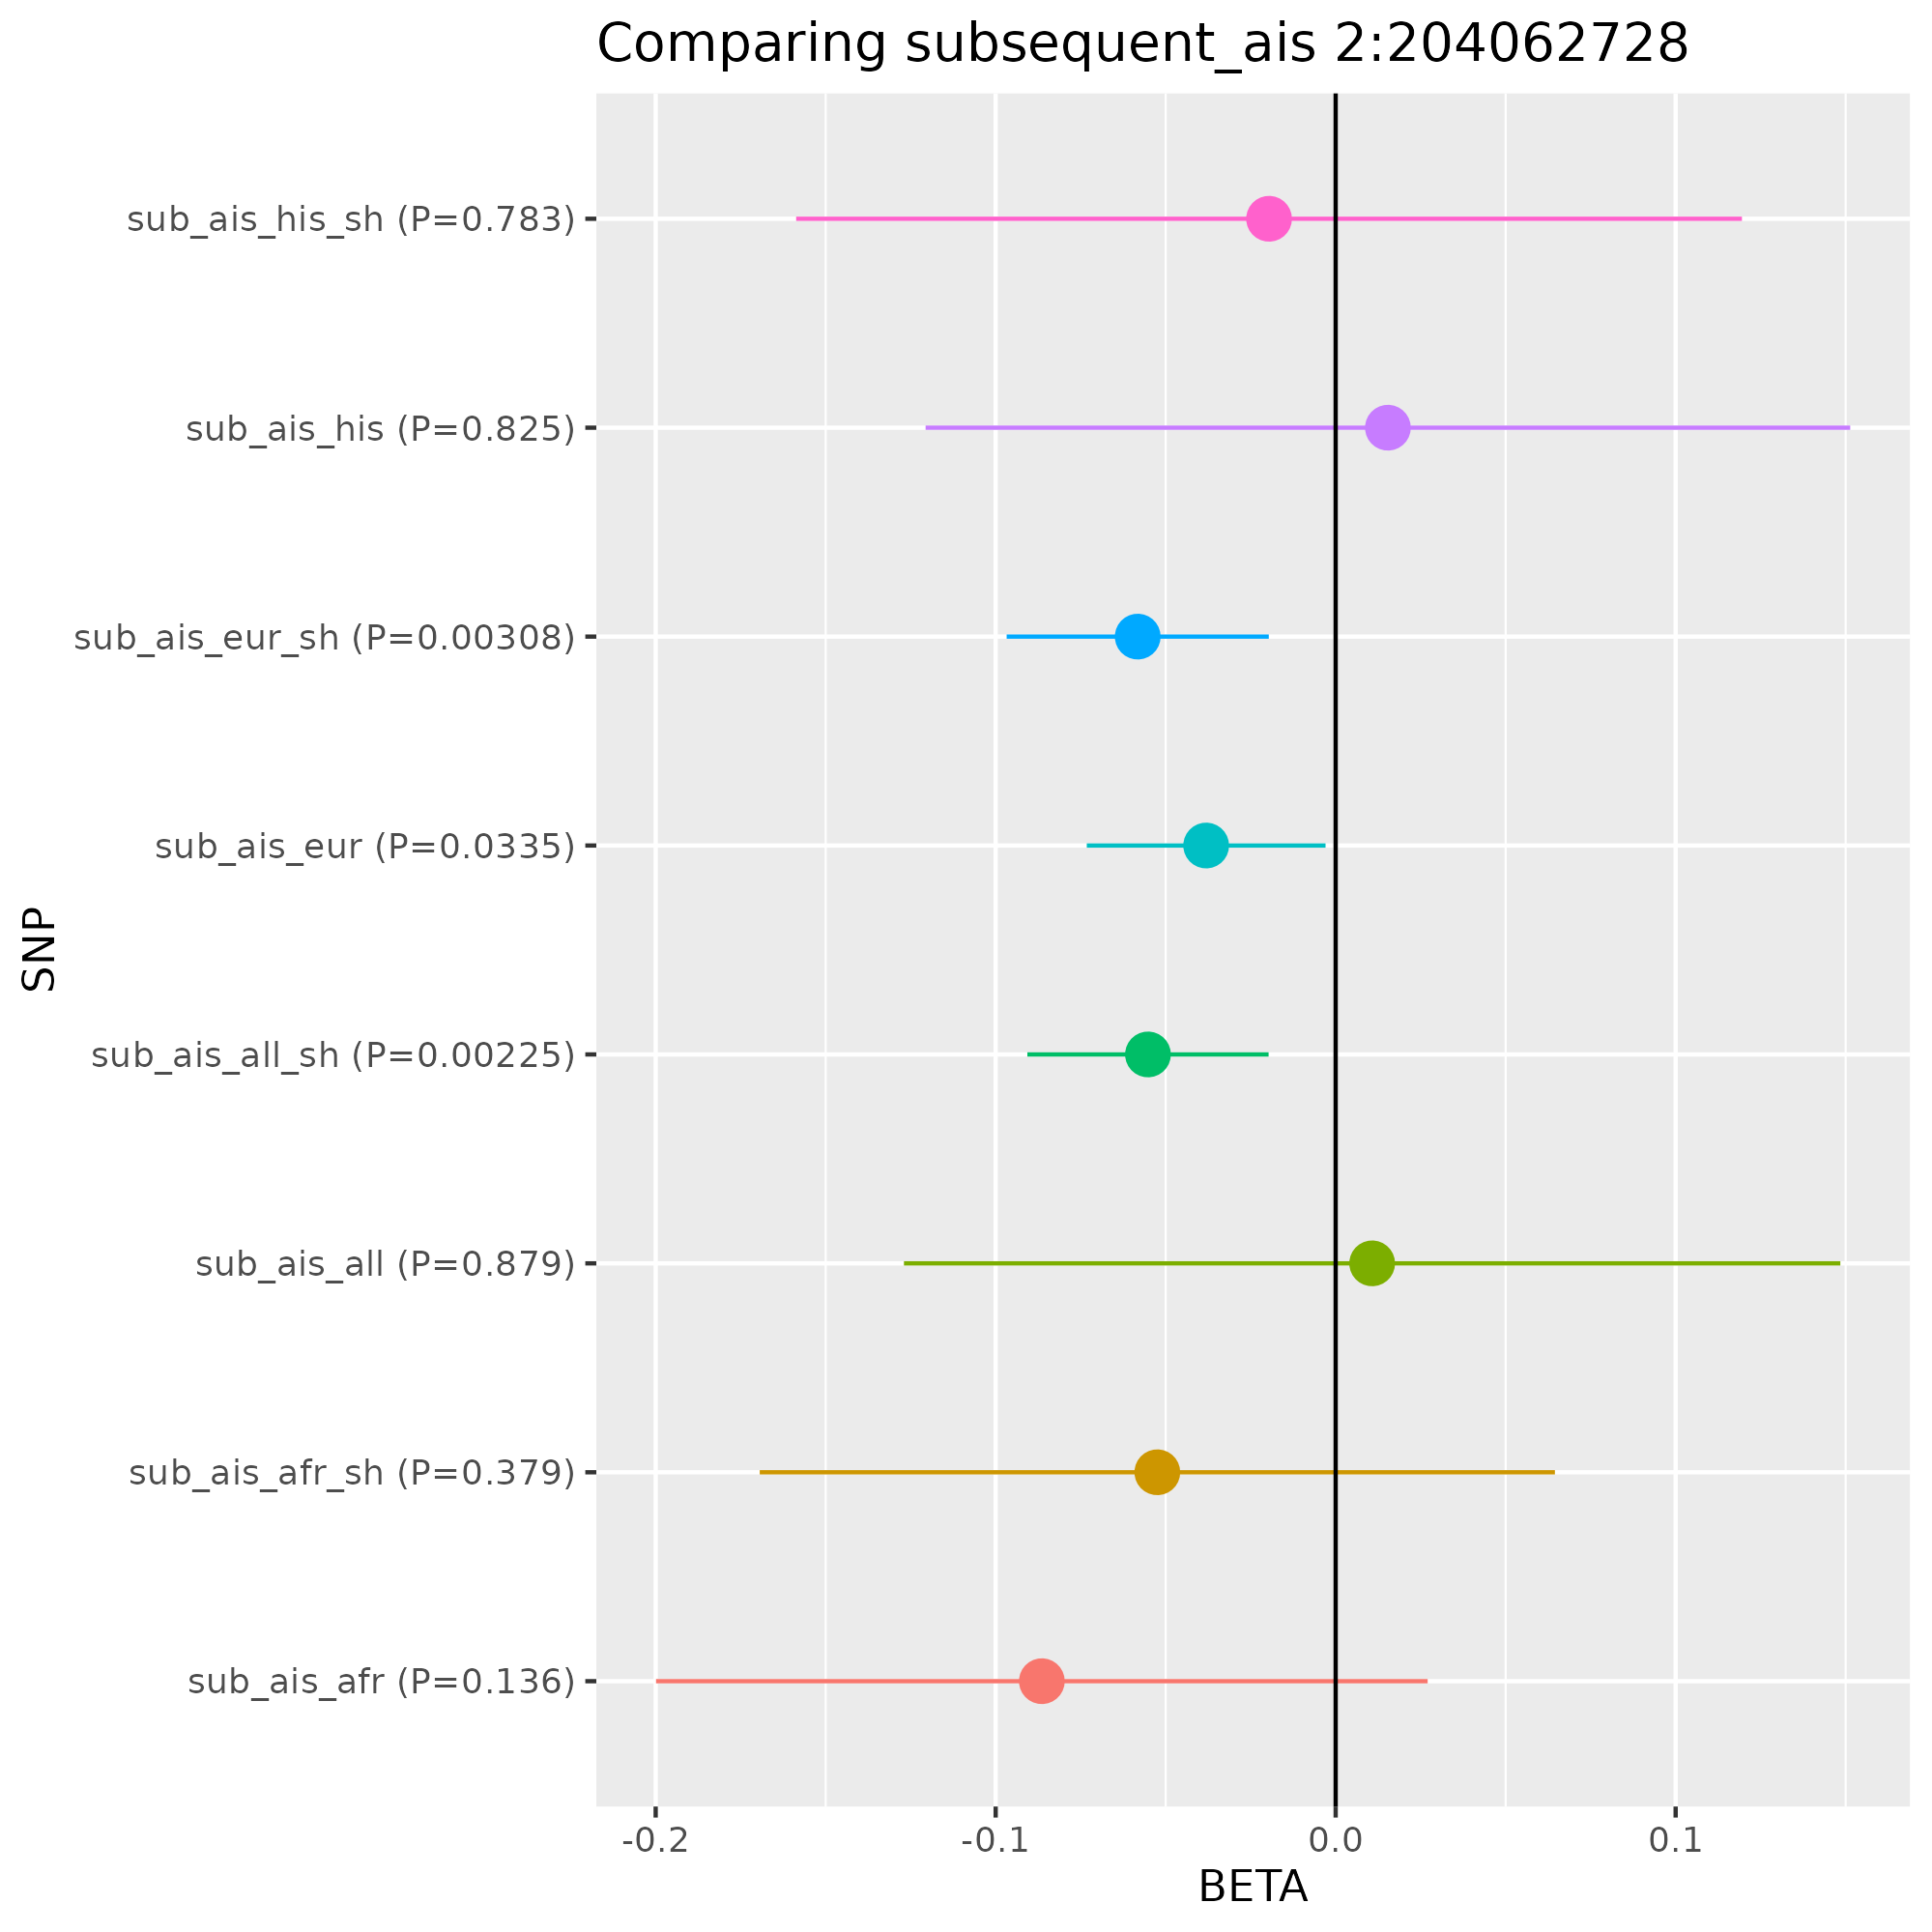 Comparing subsequent_ais 2:204062728
sub_ais_his_sh (P=0.783)
sub_ais_his (P=0.825)
sub_ais_eur_sh (P=0.00308)
sub_ais_eur (P=0.0335)
SNP
sub_ais_all_sh (P=0.00225)
sub_ais_all (P=0.879)
sub_ais_afr_sh (P=0.379)
sub_ais_afr (P=0.136)
-0.2 -0.1 0.0 0.1
BETA